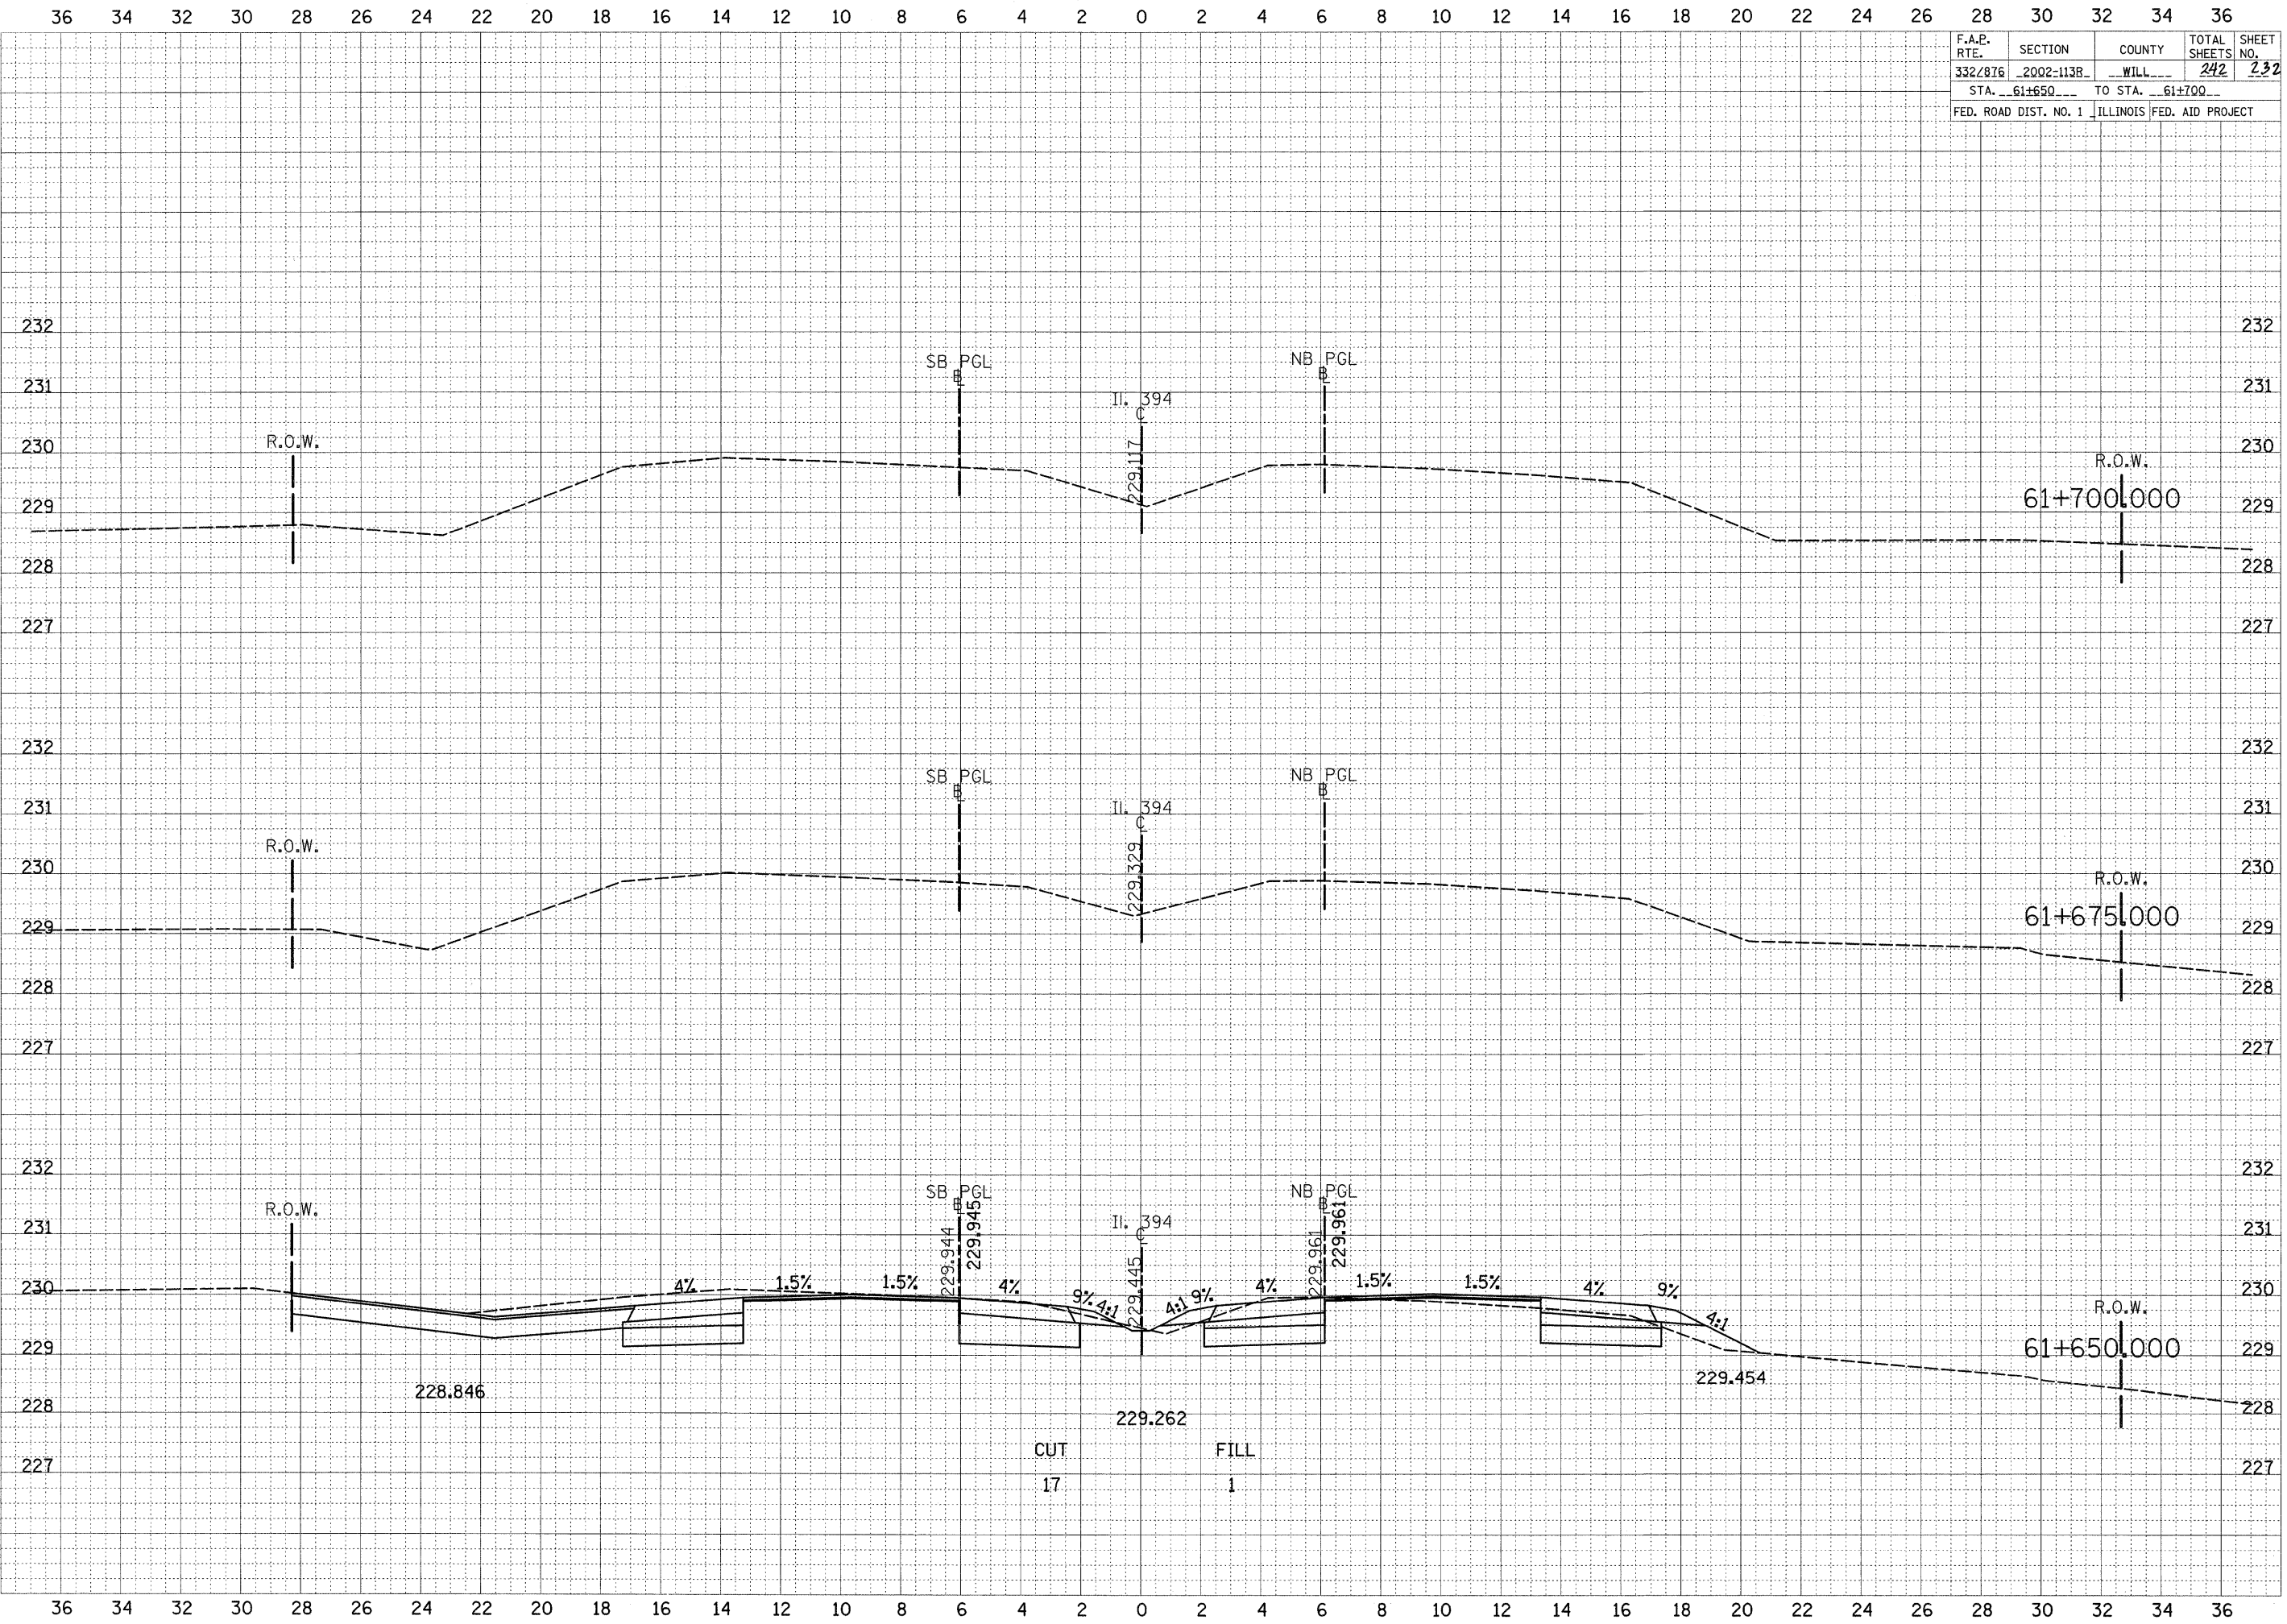 36 34 32 30 28 26 24 22 20 18 16 14 12 10 8 6 4 2 0 2 4 6 8 10 12 14 16 18 20 22 24 26 28 30 32 34 36
F.A.P. RTE. SECTION COUNTY TOTAL SHEETS SHEET NO.
332/876 2002-113R WILL 242 232
STA. 61+650 TO STA. 61+700
FED. ROAD DIST. NO. 1 ILLINOIS FED. AID PROJECT
232 232
SB PGL NB PGL
B B
231 231
Il. 394
C
230 R.O.W. 229.117 230
R.O.W.
229 61+700.000 229
228 228
227 227
232 232
SB PGL NB PGL
B B
231 Il. 394 231
C
R.O.W.
230 229.329 230
R.O.W.
229 61+675.000 229
228 228
227 227
232 232
SB PGL NB PGL
B B
R.O.W.
231 229.944 229.945 Il. 394 229.961 229.961 231
C
229.445
230 4% 1.5% 1.5% 4% 9% 4:1 4:1 9% 4% 1.5% 1.5% 4% 9% 230
4:1 R.O.W.
229 61+650.000 229
228.846 229.454
228 229.262 228
CUT FILL
227 227
17 1
36 34 32 30 28 26 24 22 20 18 16 14 12 10 8 6 4 2 0 2 4 6 8 10 12 14 16 18 20 22 24 26 28 30 32 34 36